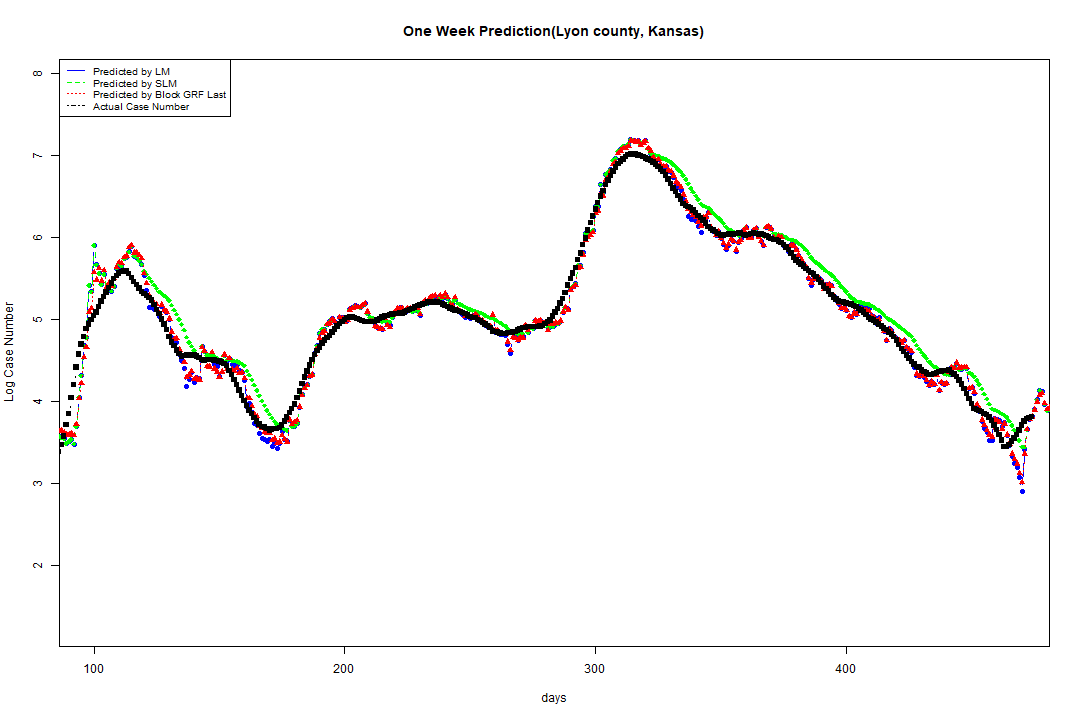 One Week Prediction(Lyon county, Kansas)
Predicted by LM
Predicted by SLM
Predicted by Block GRF Last
Actual Case Number
8
7
6
5
4
3
2
Log Case Number
100 200 300 400
days